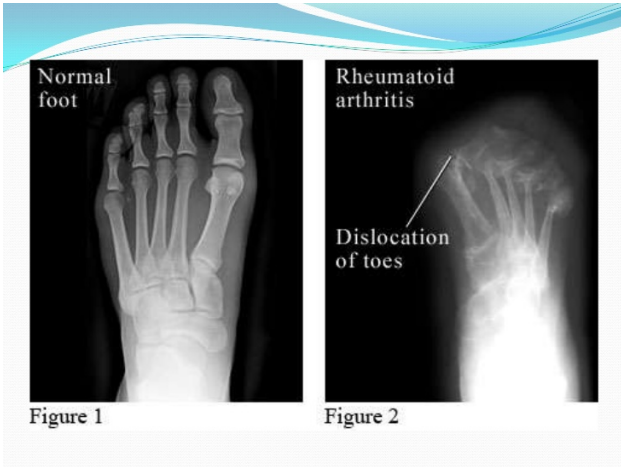 Normal
foot
Rheumatoid
arthritis
Dislocation
of toes
Figure 1
Figure 2